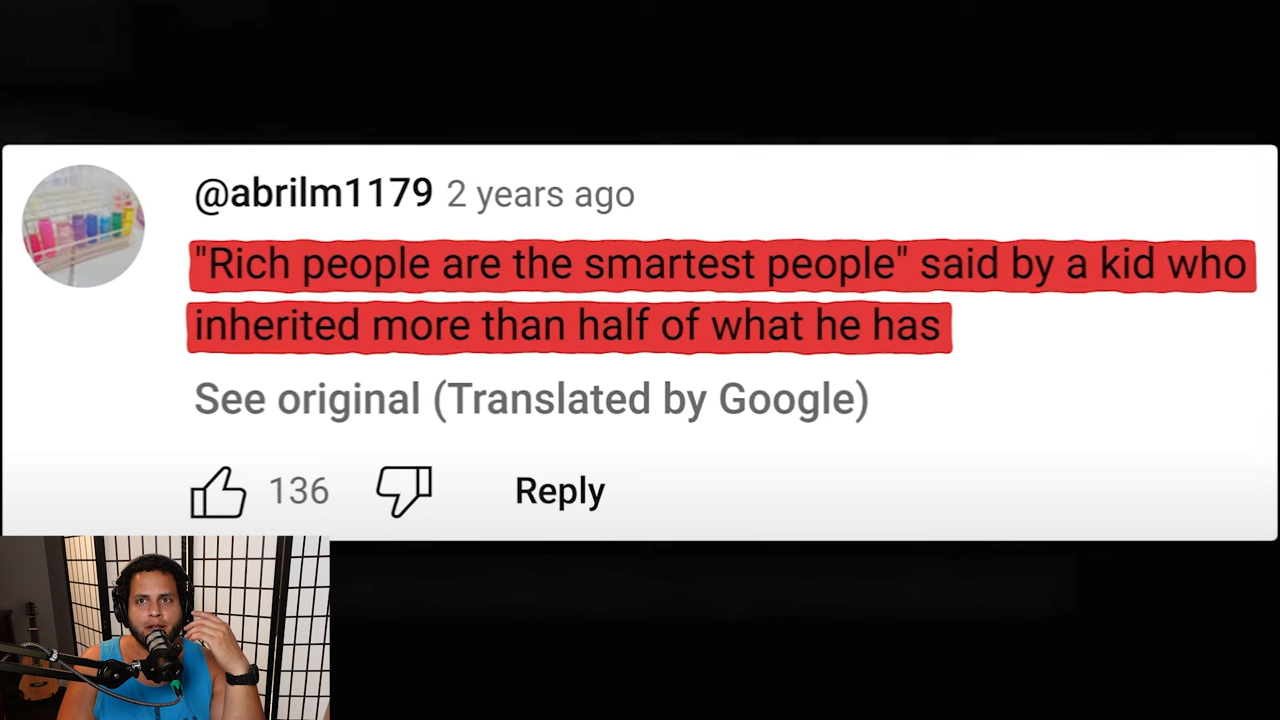 @abrilm1179 2 years ago
"Rich people are the smartest people" said by a kid who
inherited more than half of what he has
See original (Translated by Google)
136 Reply